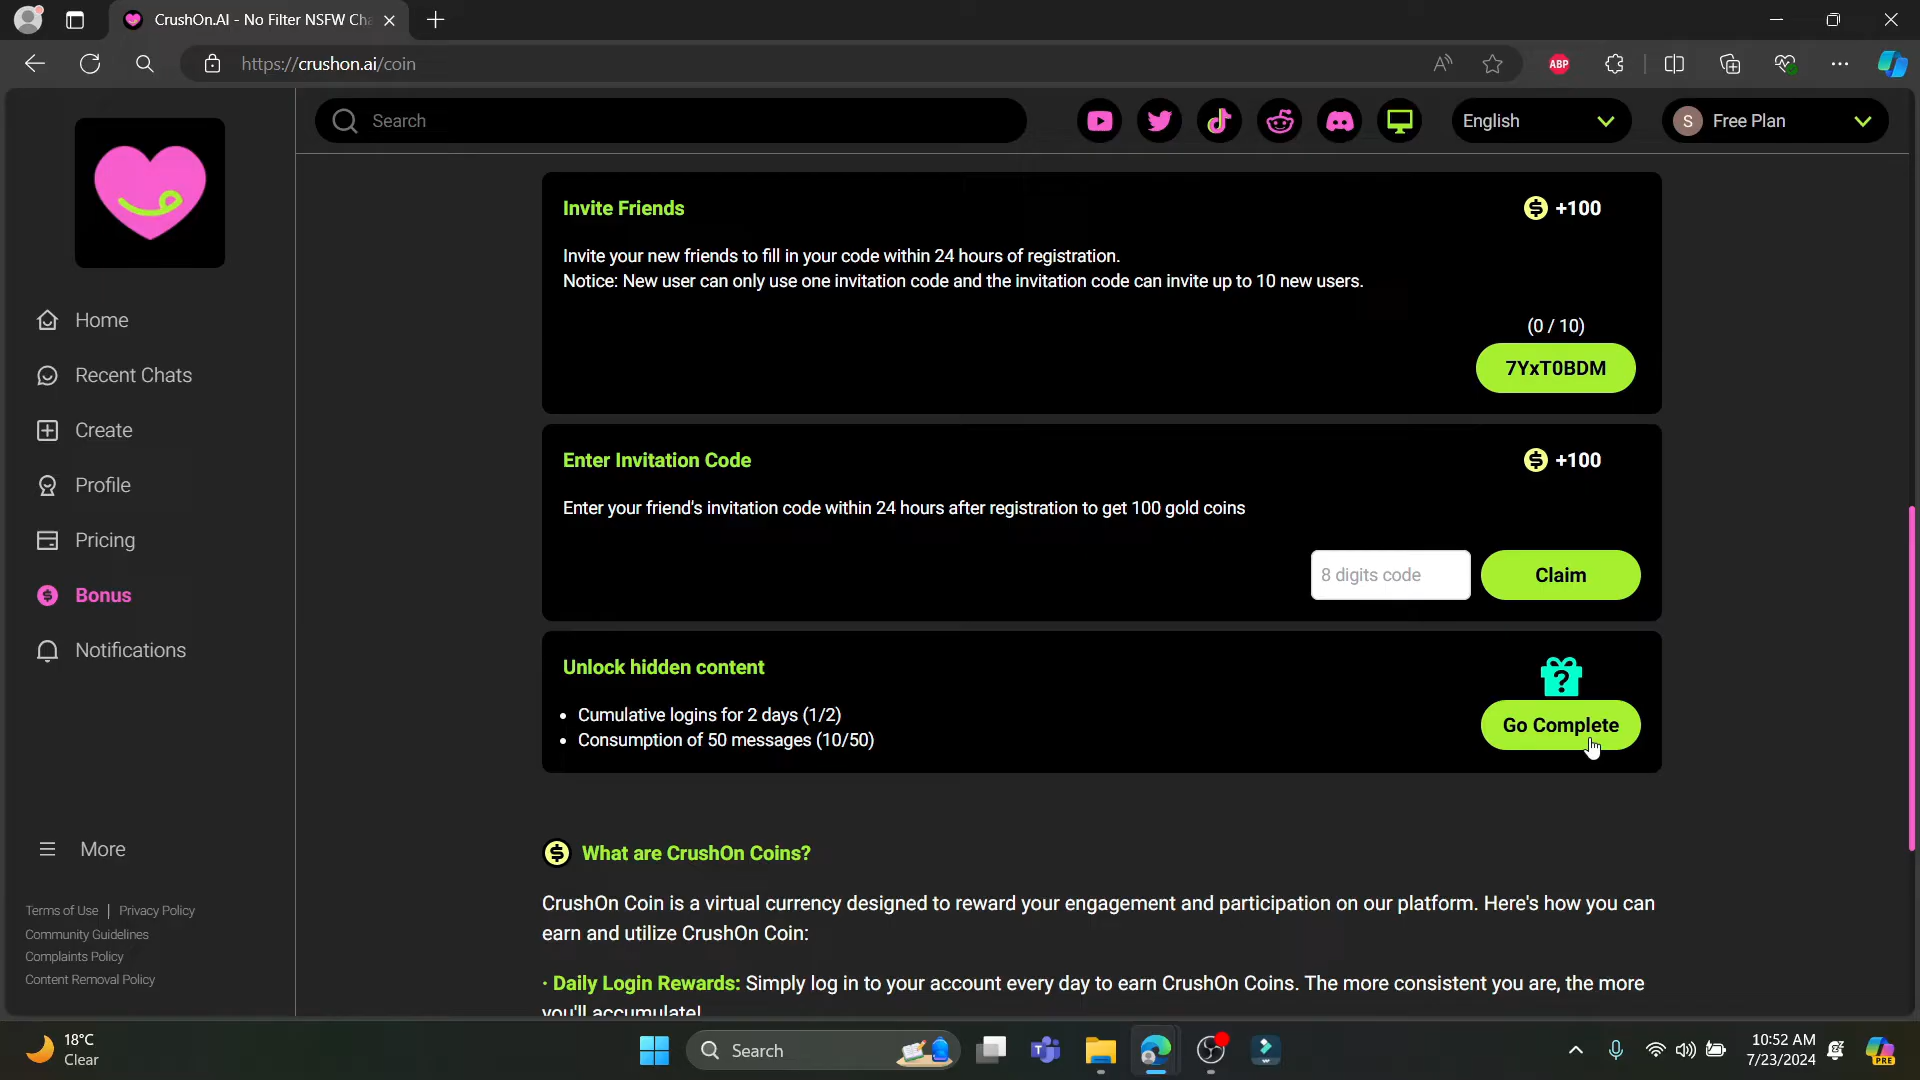 CrushOn.AI - No Filter NSFW Cha
https://crushon.ai/coin
ABP
Search
English
S Free Plan
Home
Recent Chats
Create
Profile
Pricing
Bonus
Notifications
More
Terms of Use | Privacy Policy
Community Guidelines
Complaints Policy
Content Removal Policy
Invite Friends
+100
Invite your new friends to fill in your code within 24 hours of registration.
Notice: New user can only use one invitation code and the invitation code can invite up to 10 new users.
(0 / 10)
7YxT0BDM
Enter Invitation Code
+100
Enter your friend's invitation code within 24 hours after registration to get 100 gold coins
8 digits code
Claim
Unlock hidden content
• Cumulative logins for 2 days (1/2)
• Consumption of 50 messages (10/50)
Go Complete
What are CrushOn Coins?
CrushOn Coin is a virtual currency designed to reward your engagement and participation on our platform. Here's how you can
earn and utilize CrushOn Coin:
· Daily Login Rewards: Simply log in to your account every day to earn CrushOn Coins. The more consistent you are, the more
you'll accumulate!
18°C
Clear
Search
10:52 AM
7/23/2024
PRE